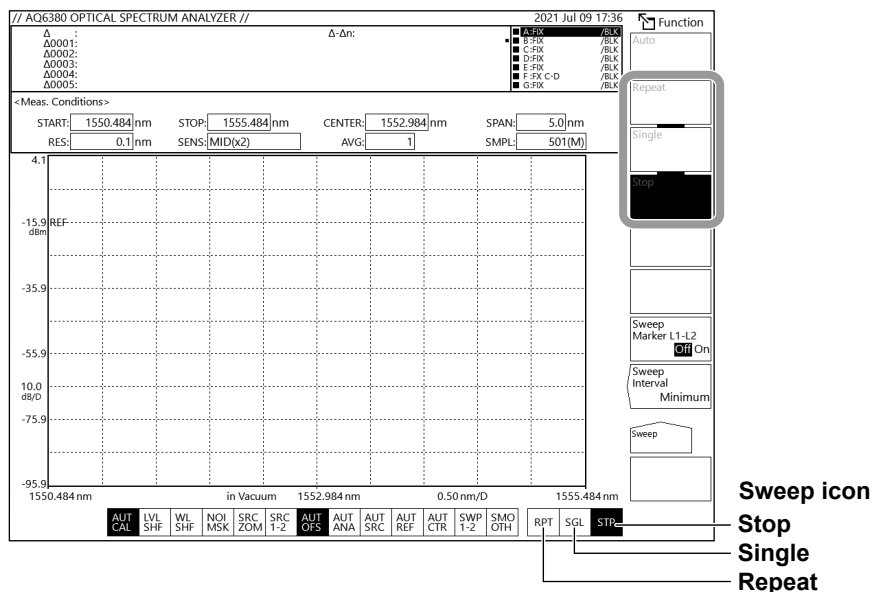 // AQ6380 OPTICAL SPECTRUM ANALYZER // 2021 Jul 09 17:36
Function
Δ : Δ-Δn:
Δ0001:
Δ0002:
Δ0003:
Δ0004:
Δ0005:
A:FIX /BLK
B:FIX /BLK
C:FIX /BLK
D:FIX /BLK
E:FIX /BLK
F:FX C-D /BLK
G:FIX /BLK
<Meas. Conditions>
START: 1550.484 nm STOP: 1555.484 nm CENTER: 1552.984 nm SPAN: 5.0 nm
RES: 0.1 nm SENS: MID(x2) AVG: 1 SMPL: 501(M)
4.1
-15.9 REF
dBm
-35.9
-55.9
10.0
dB/D
-75.9
-95.9
1550.484 nm in Vacuum 1552.984 nm 0.50 nm/D 1555.484 nm
AUT CAL
LVL SHF
WL SHF
NOI MSK
SRC ZOM
SRC 1-2
AUT OFS
AUT ANA
AUT SRC
AUT REF
AUT CTR
SWP 1-2
SMO OTH
RPT
SGL
STP
Auto
Repeat
Single
Stop
Sweep
Marker L1-L2
Off On
Sweep
Interval
Minimum
Sweep
Sweep icon
Stop
Single
Repeat